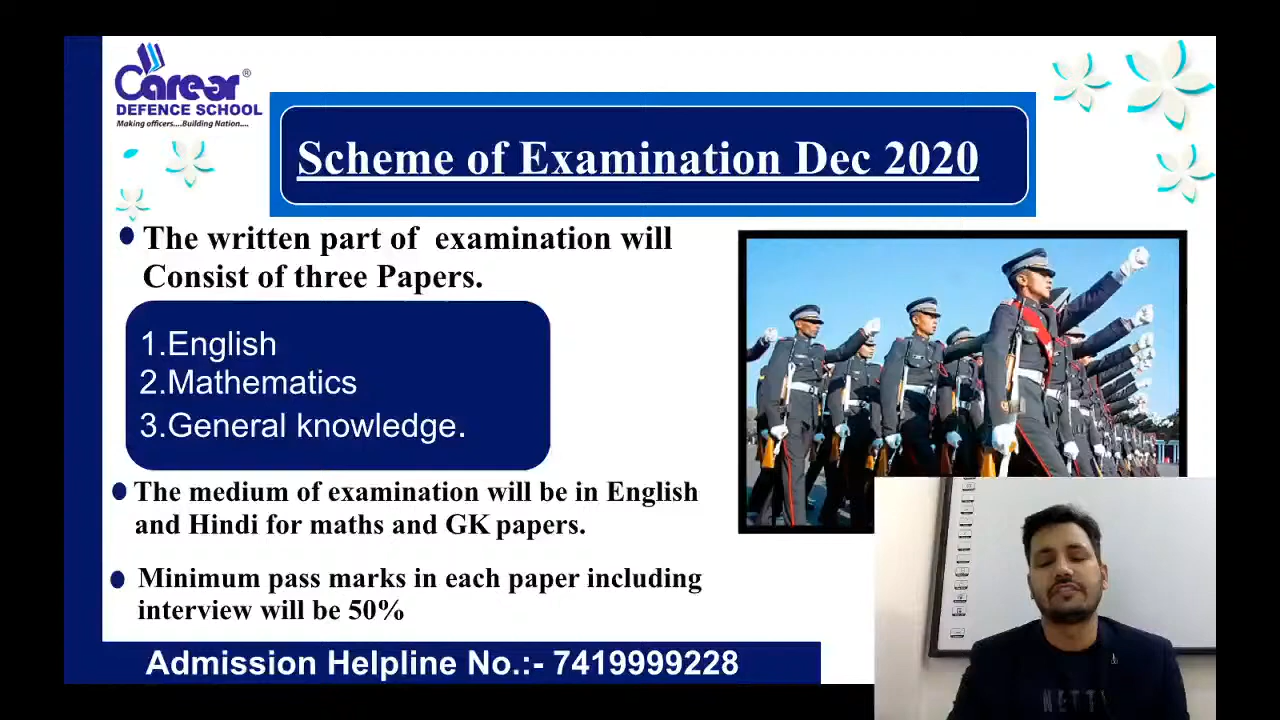 Carear®
DEFENCE SCHOOL
Making officers....Building Nation....
Scheme of Examination Dec 2020
The written part of examination will
Consist of three Papers.
1.English
2.Mathematics
3.General knowledge.
The medium of examination will be in English
and Hindi for maths and GK papers.
Minimum pass marks in each paper including
interview will be 50%
Admission Helpline No.:- 7419999228